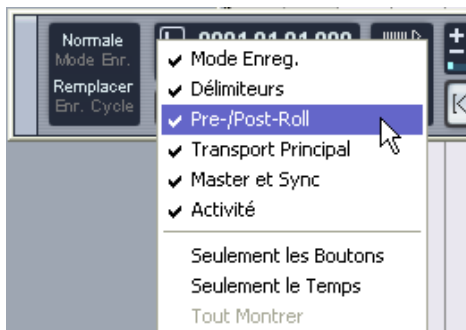 Normale
Mode Enr.
Remplacer
Enr. Cycle
Mode Enreg.
Délimiteurs
Pre-/Post-Roll
Transport Principal
Master et Sync
Activité
Seulement les Boutons
Seulement le Temps
Tout Montrer